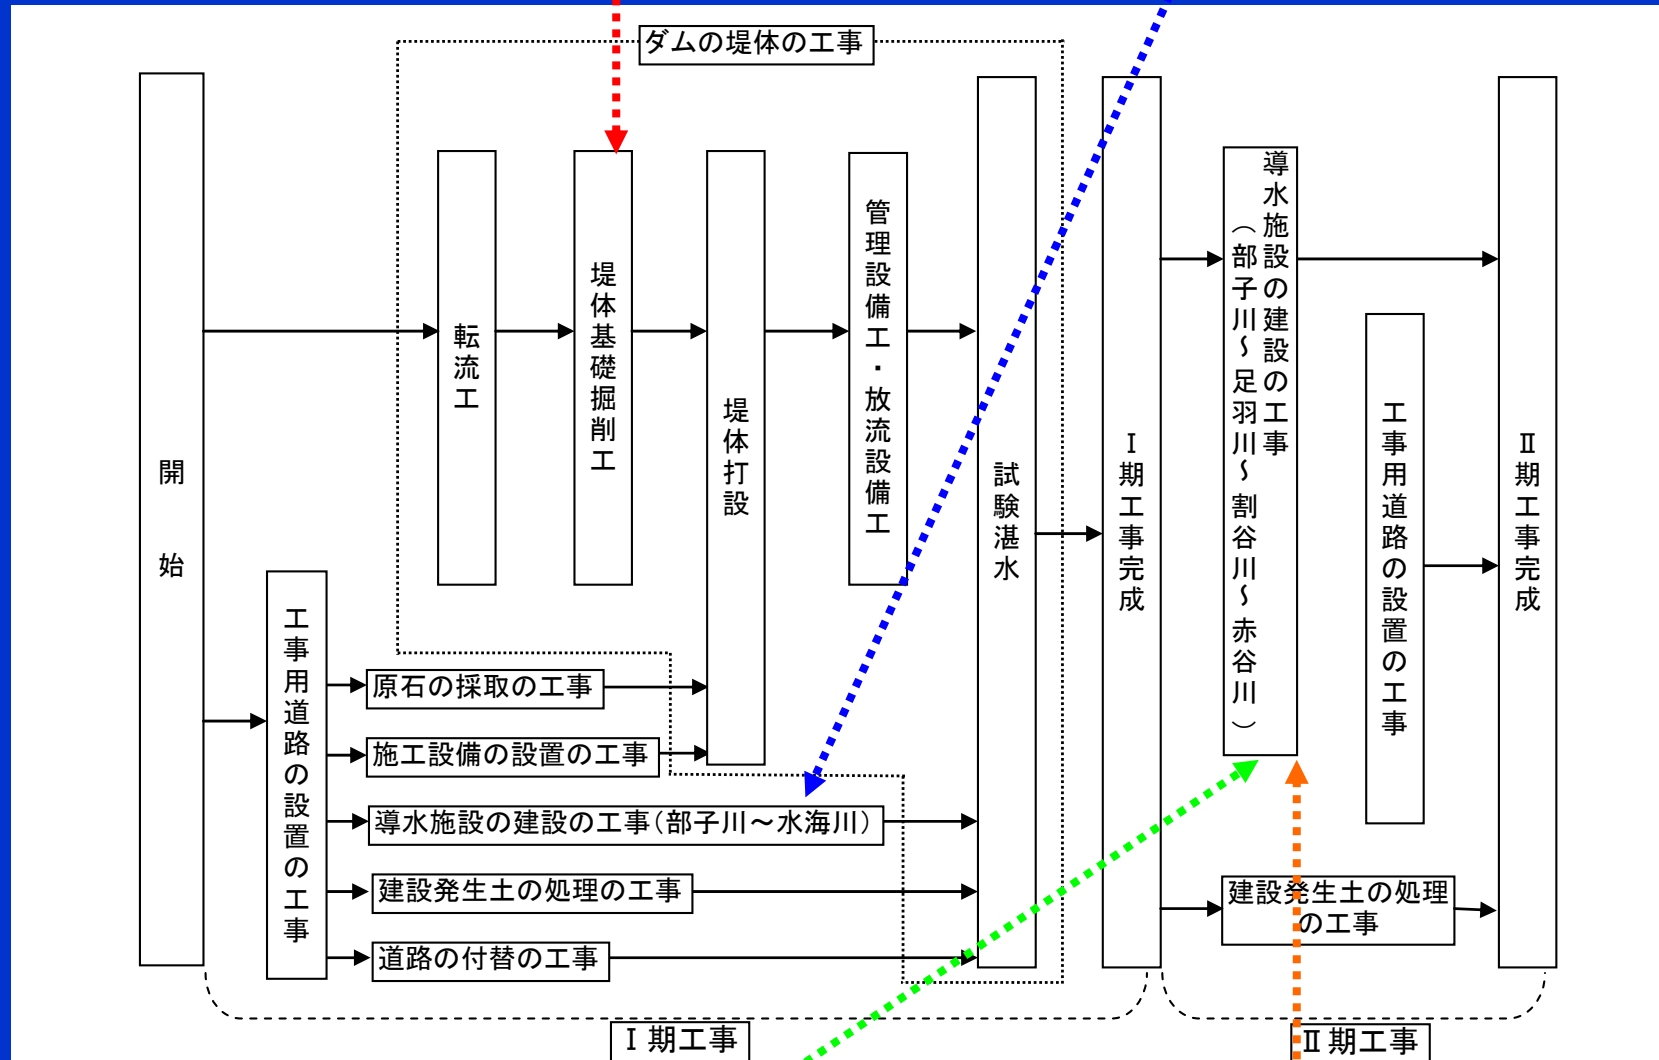 ダムの堤体の工事
開始
転流工
堤体基礎掘削工
堤体打設
管理設備工・放流設備工
試験湛水
Ⅰ期工事完成
導水施設の建設の工事
（部子川～足羽川～割谷川～赤谷川）
工事用道路の設置の工事
Ⅱ期工事完成
工事用道路の設置の工事
原石の採取の工事
施工設備の設置の工事
導水施設の建設の工事（部子川～水海川）
建設発生土の処理の工事
道路の付替の工事
建設発生土の処理
の工事
Ⅰ期工事
Ⅱ期工事